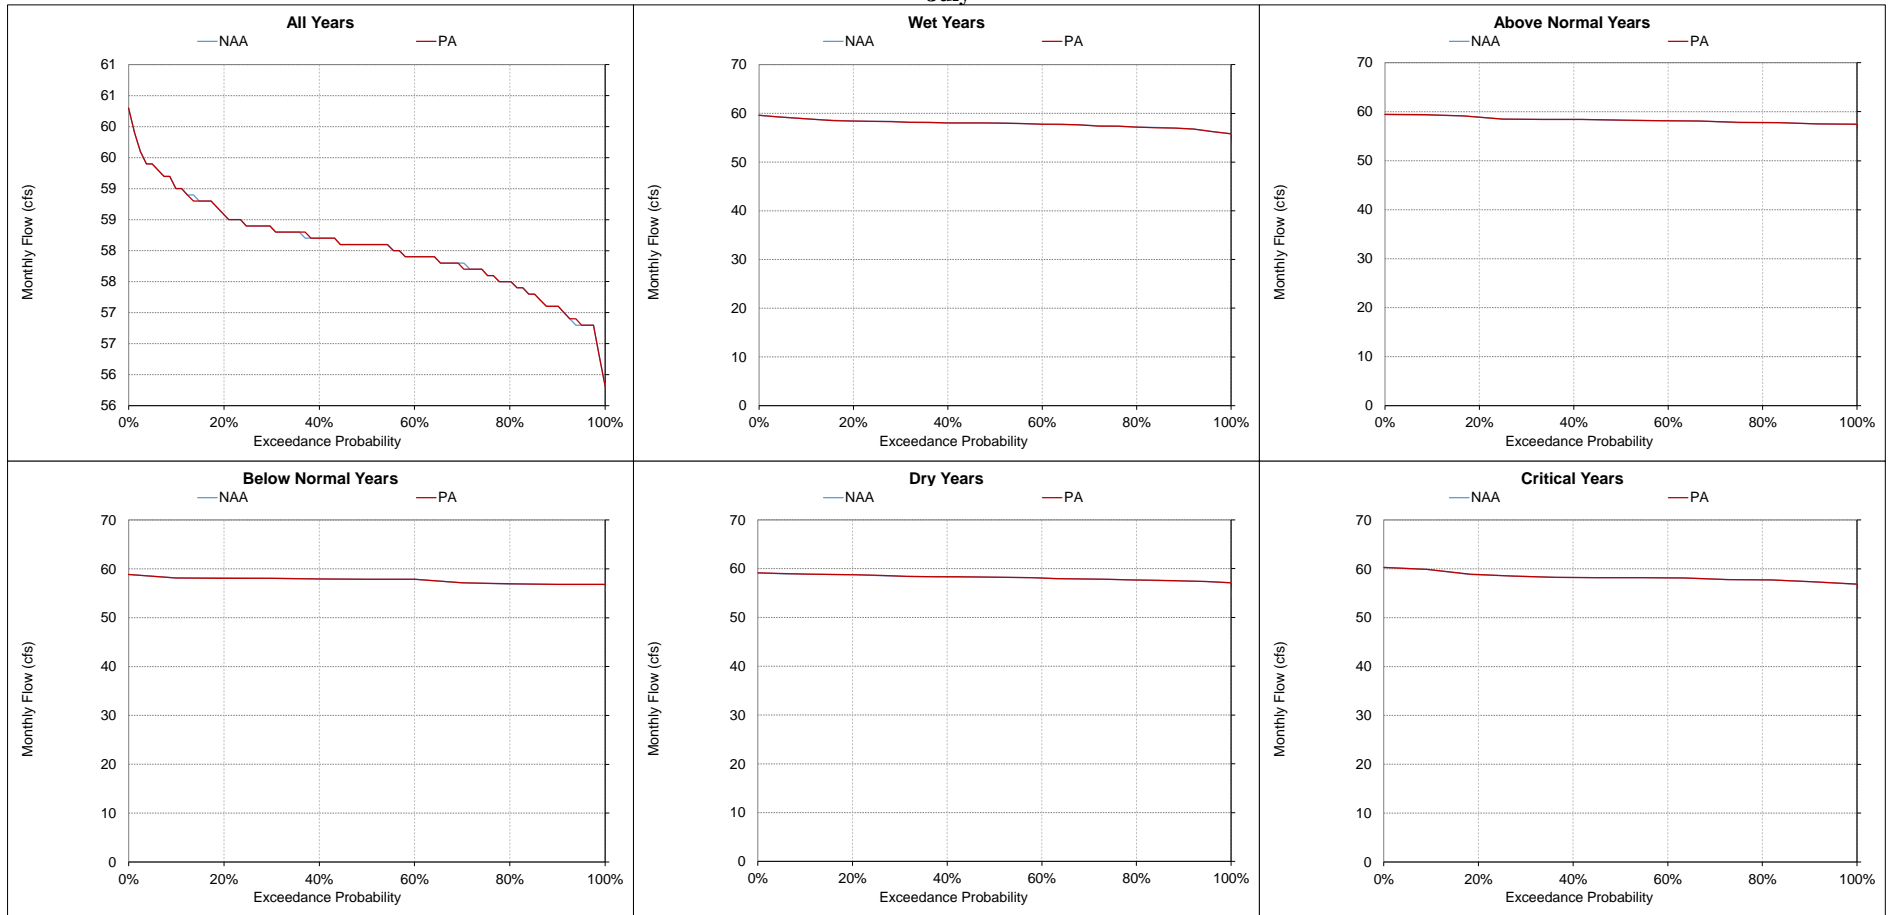 July
All Years
NAA PA
61
61
60
60
59
59
58
58
57
57
56
56
0% 20% 40% 60% 80% 100%
Monthly Flow (cfs)
Exceedance Probability
Wet Years
NAA PA
70
60
50
40
30
20
10
0
0% 20% 40% 60% 80% 100%
Monthly Flow (cfs)
Exceedance Probability
Above Normal Years
NAA PA
70
60
50
40
30
20
10
0
0% 20% 40% 60% 80% 100%
Monthly Flow (cfs)
Exceedance Probability
Below Normal Years
NAA PA
70
60
50
40
30
20
10
0
0% 20% 40% 60% 80% 100%
Monthly Flow (cfs)
Exceedance Probability
Dry Years
NAA PA
70
60
50
40
30
20
10
0
0% 20% 40% 60% 80% 100%
Monthly Flow (cfs)
Exceedance Probability
Critical Years
NAA PA
70
60
50
40
30
20
10
0
0% 20% 40% 60% 80% 100%
Monthly Flow (cfs)
Exceedance Probability